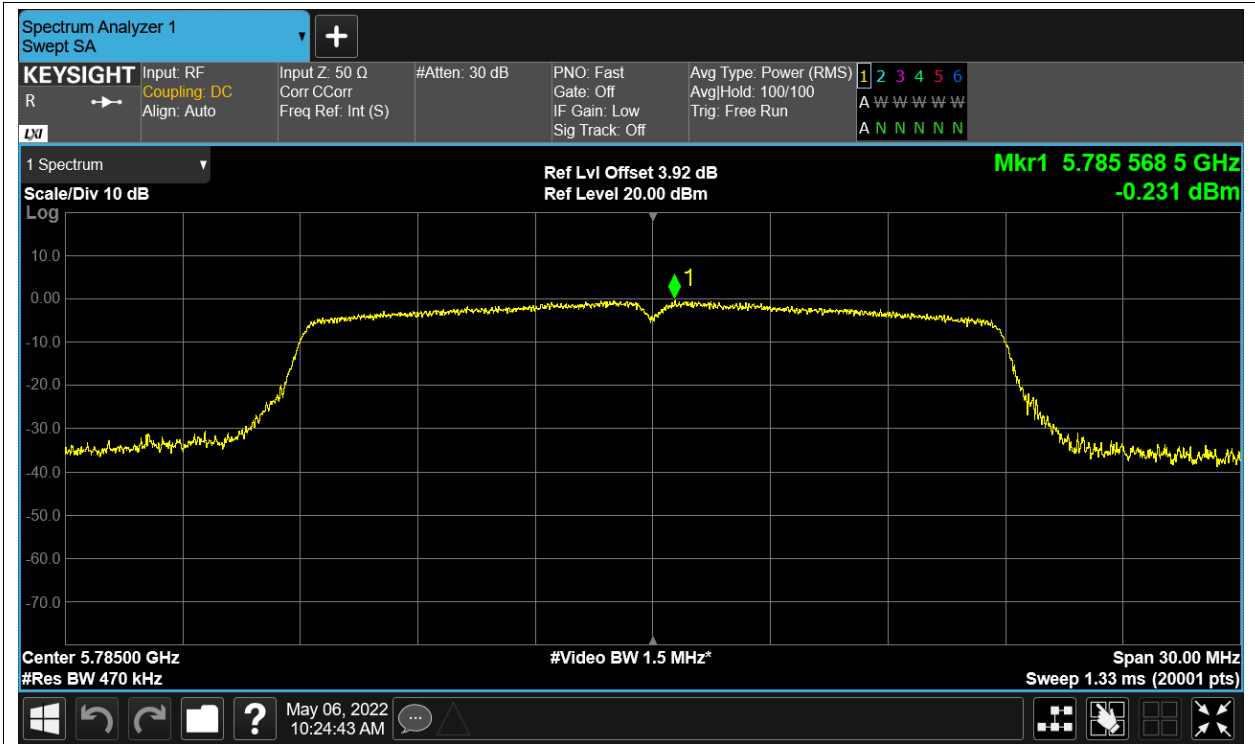 Spectrum Analyzer 1
Swept SA
KEYSIGHT
R
LXI
Input: RF
Coupling: DC
Align: Auto
Input Z: 50 Ω
Corr CCorr
Freq Ref: Int (S)
#Atten: 30 dB
PNO: Fast
Gate: Off
IF Gain: Low
Sig Track: Off
Avg Type: Power (RMS)
Avg|Hold: 100/100
Trig: Free Run
1 2 3 4 5 6
A W W W W W
A N N N N N
1 Spectrum
Scale/Div 10 dB
Log
Ref Lvl Offset 3.92 dB
Ref Level 20.00 dBm
Mkr1 5.785 568 5 GHz
-0.231 dBm
1
10.0
0.00
-10.0
-20.0
-30.0
-40.0
-50.0
-60.0
-70.0
Center 5.78500 GHz
#Res BW 470 kHz
#Video BW 1.5 MHz*
Span 30.00 MHz
Sweep 1.33 ms (20001 pts)
?
May 06, 2022
10:24:43 AM